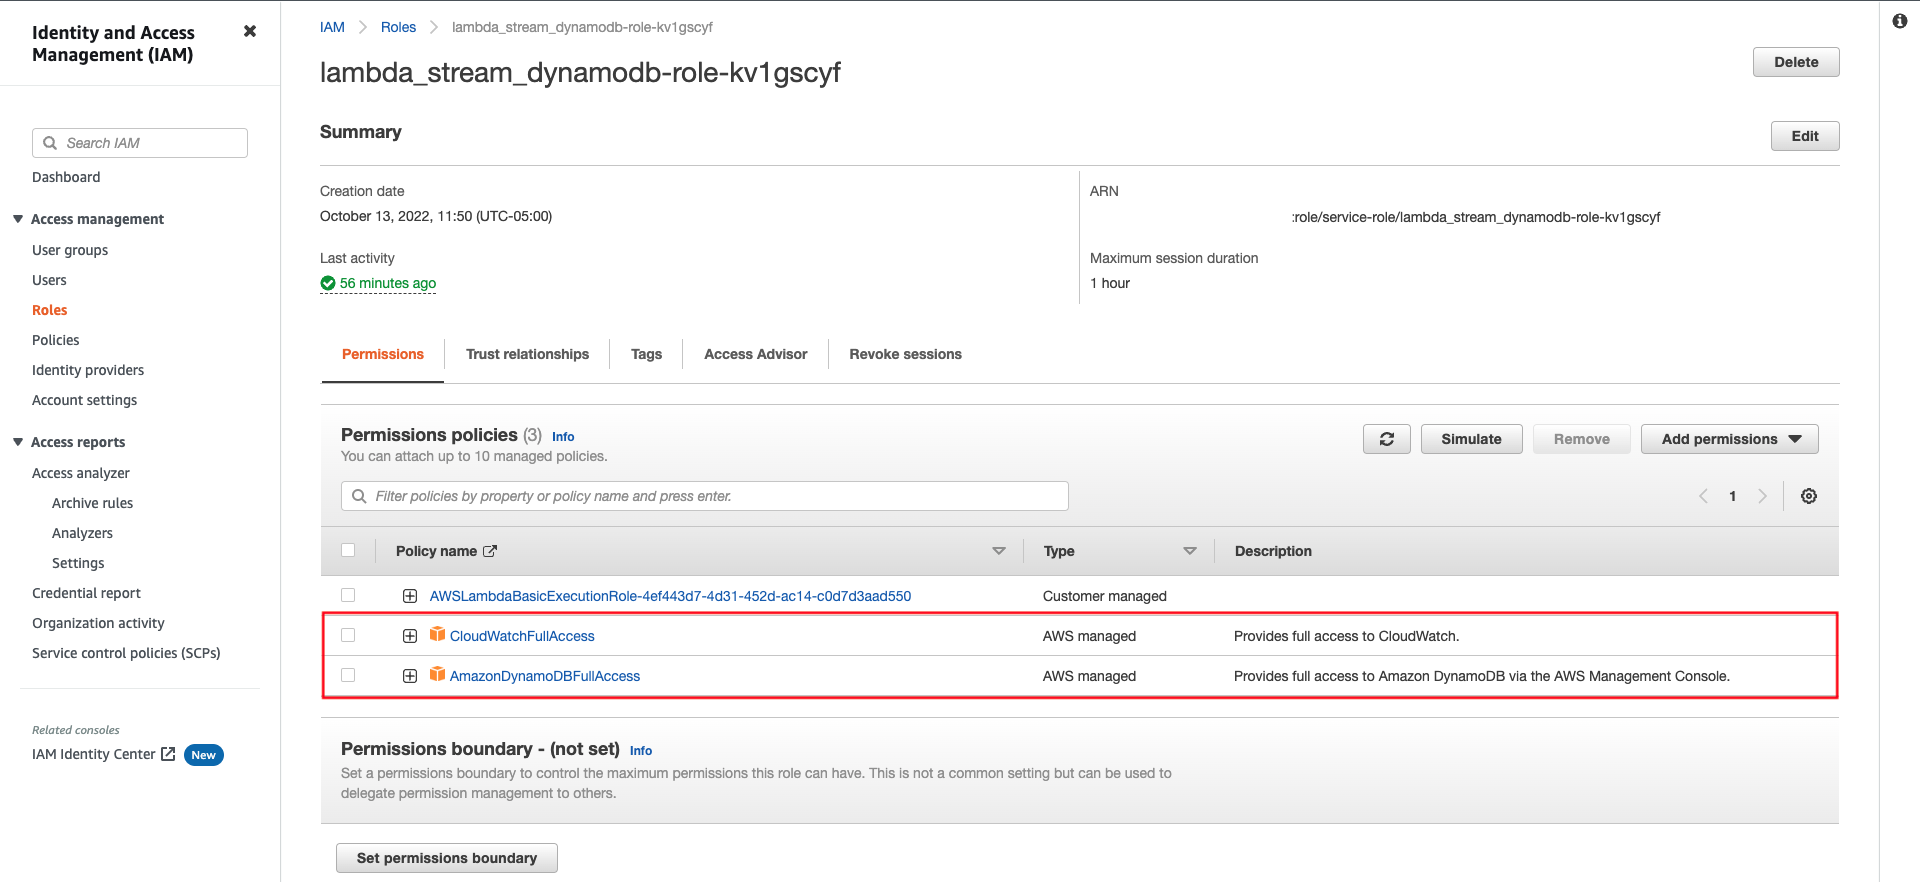 Identity and Access
Management (IAM)
Search IAM
Dashboard
Access management
User groups
Users
Roles
Policies
Identity providers
Account settings
Access reports
Access analyzer
Archive rules
Analyzers
Settings
Credential report
Organization activity
Service control policies (SCPs)
Related consoles
IAM Identity Center New
IAM Roles lambda_stream_dynamodb-role-kv1gscyf
lambda_stream_dynamodb-role-kv1gscyf
Delete
Summary
Edit
Creation date
October 13, 2022, 11:50 (UTC-05:00)
Last activity
56 minutes ago
ARN
:role/service-role/lambda_stream_dynamodb-role-kv1gscyf
Maximum session duration
1 hour
Permissions Trust relationships Tags Access Advisor Revoke sessions
Permissions policies (3) Info
You can attach up to 10 managed policies.
Simulate Remove Add permissions
Filter policies by property or policy name and press enter.
1
Policy name Type Description
AWSLambdaBasicExecutionRole-4ef443d7-4d31-452d-ac14-c0d7d3aad550 Customer managed
CloudWatchFullAccess AWS managed Provides full access to CloudWatch.
AmazonDynamoDBFullAccess AWS managed Provides full access to Amazon DynamoDB via the AWS Management Console.
Permissions boundary - (not set) Info
Set a permissions boundary to control the maximum permissions this role can have. This is not a common setting but can be used to
delegate permission management to others.
Set permissions boundary